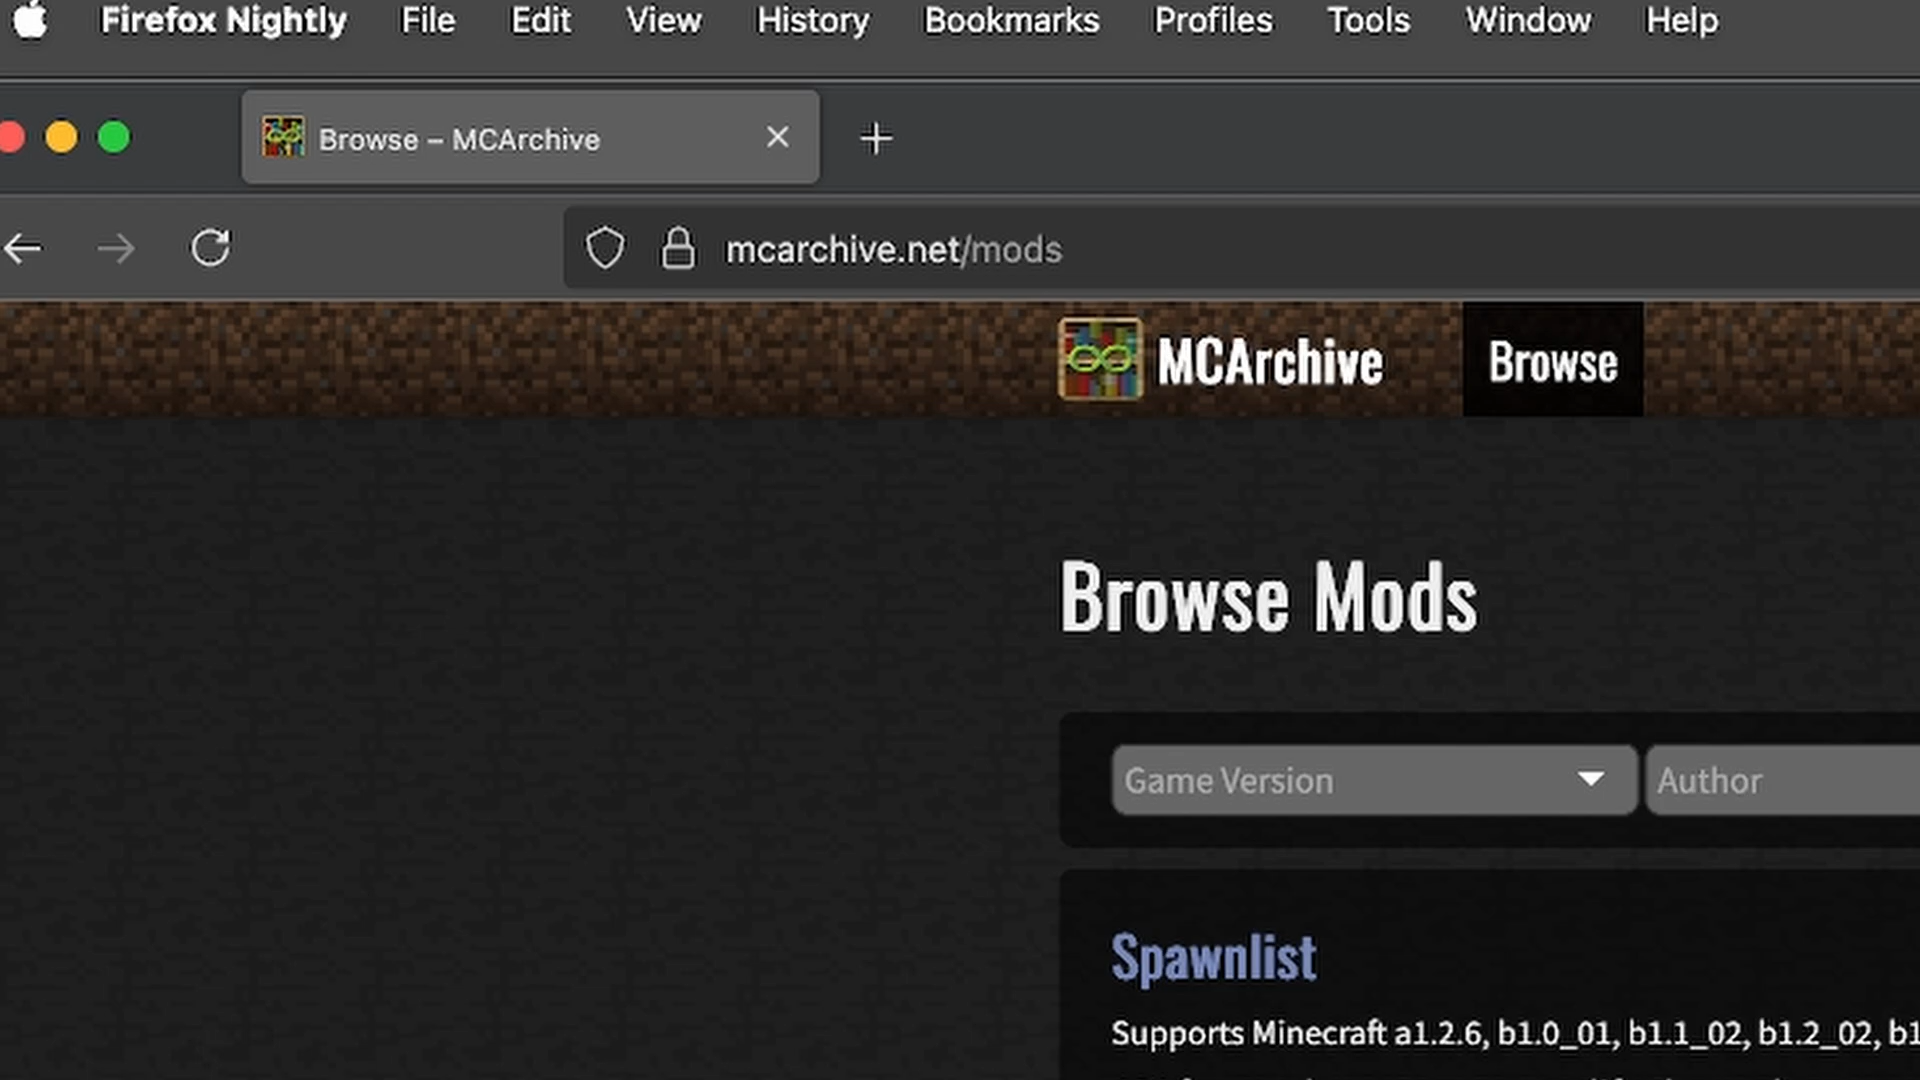 Firefox Nightly File Edit View History Bookmarks Profiles Tools Window Help
Browse – MCArchive
mcarchive.net/mods
MCArchive Browse
Browse Mods
Game Version Author
Spawnlist
Supports Minecraft a1.2.6, b1.0_01, b1.1_02, b1.2_02, b1